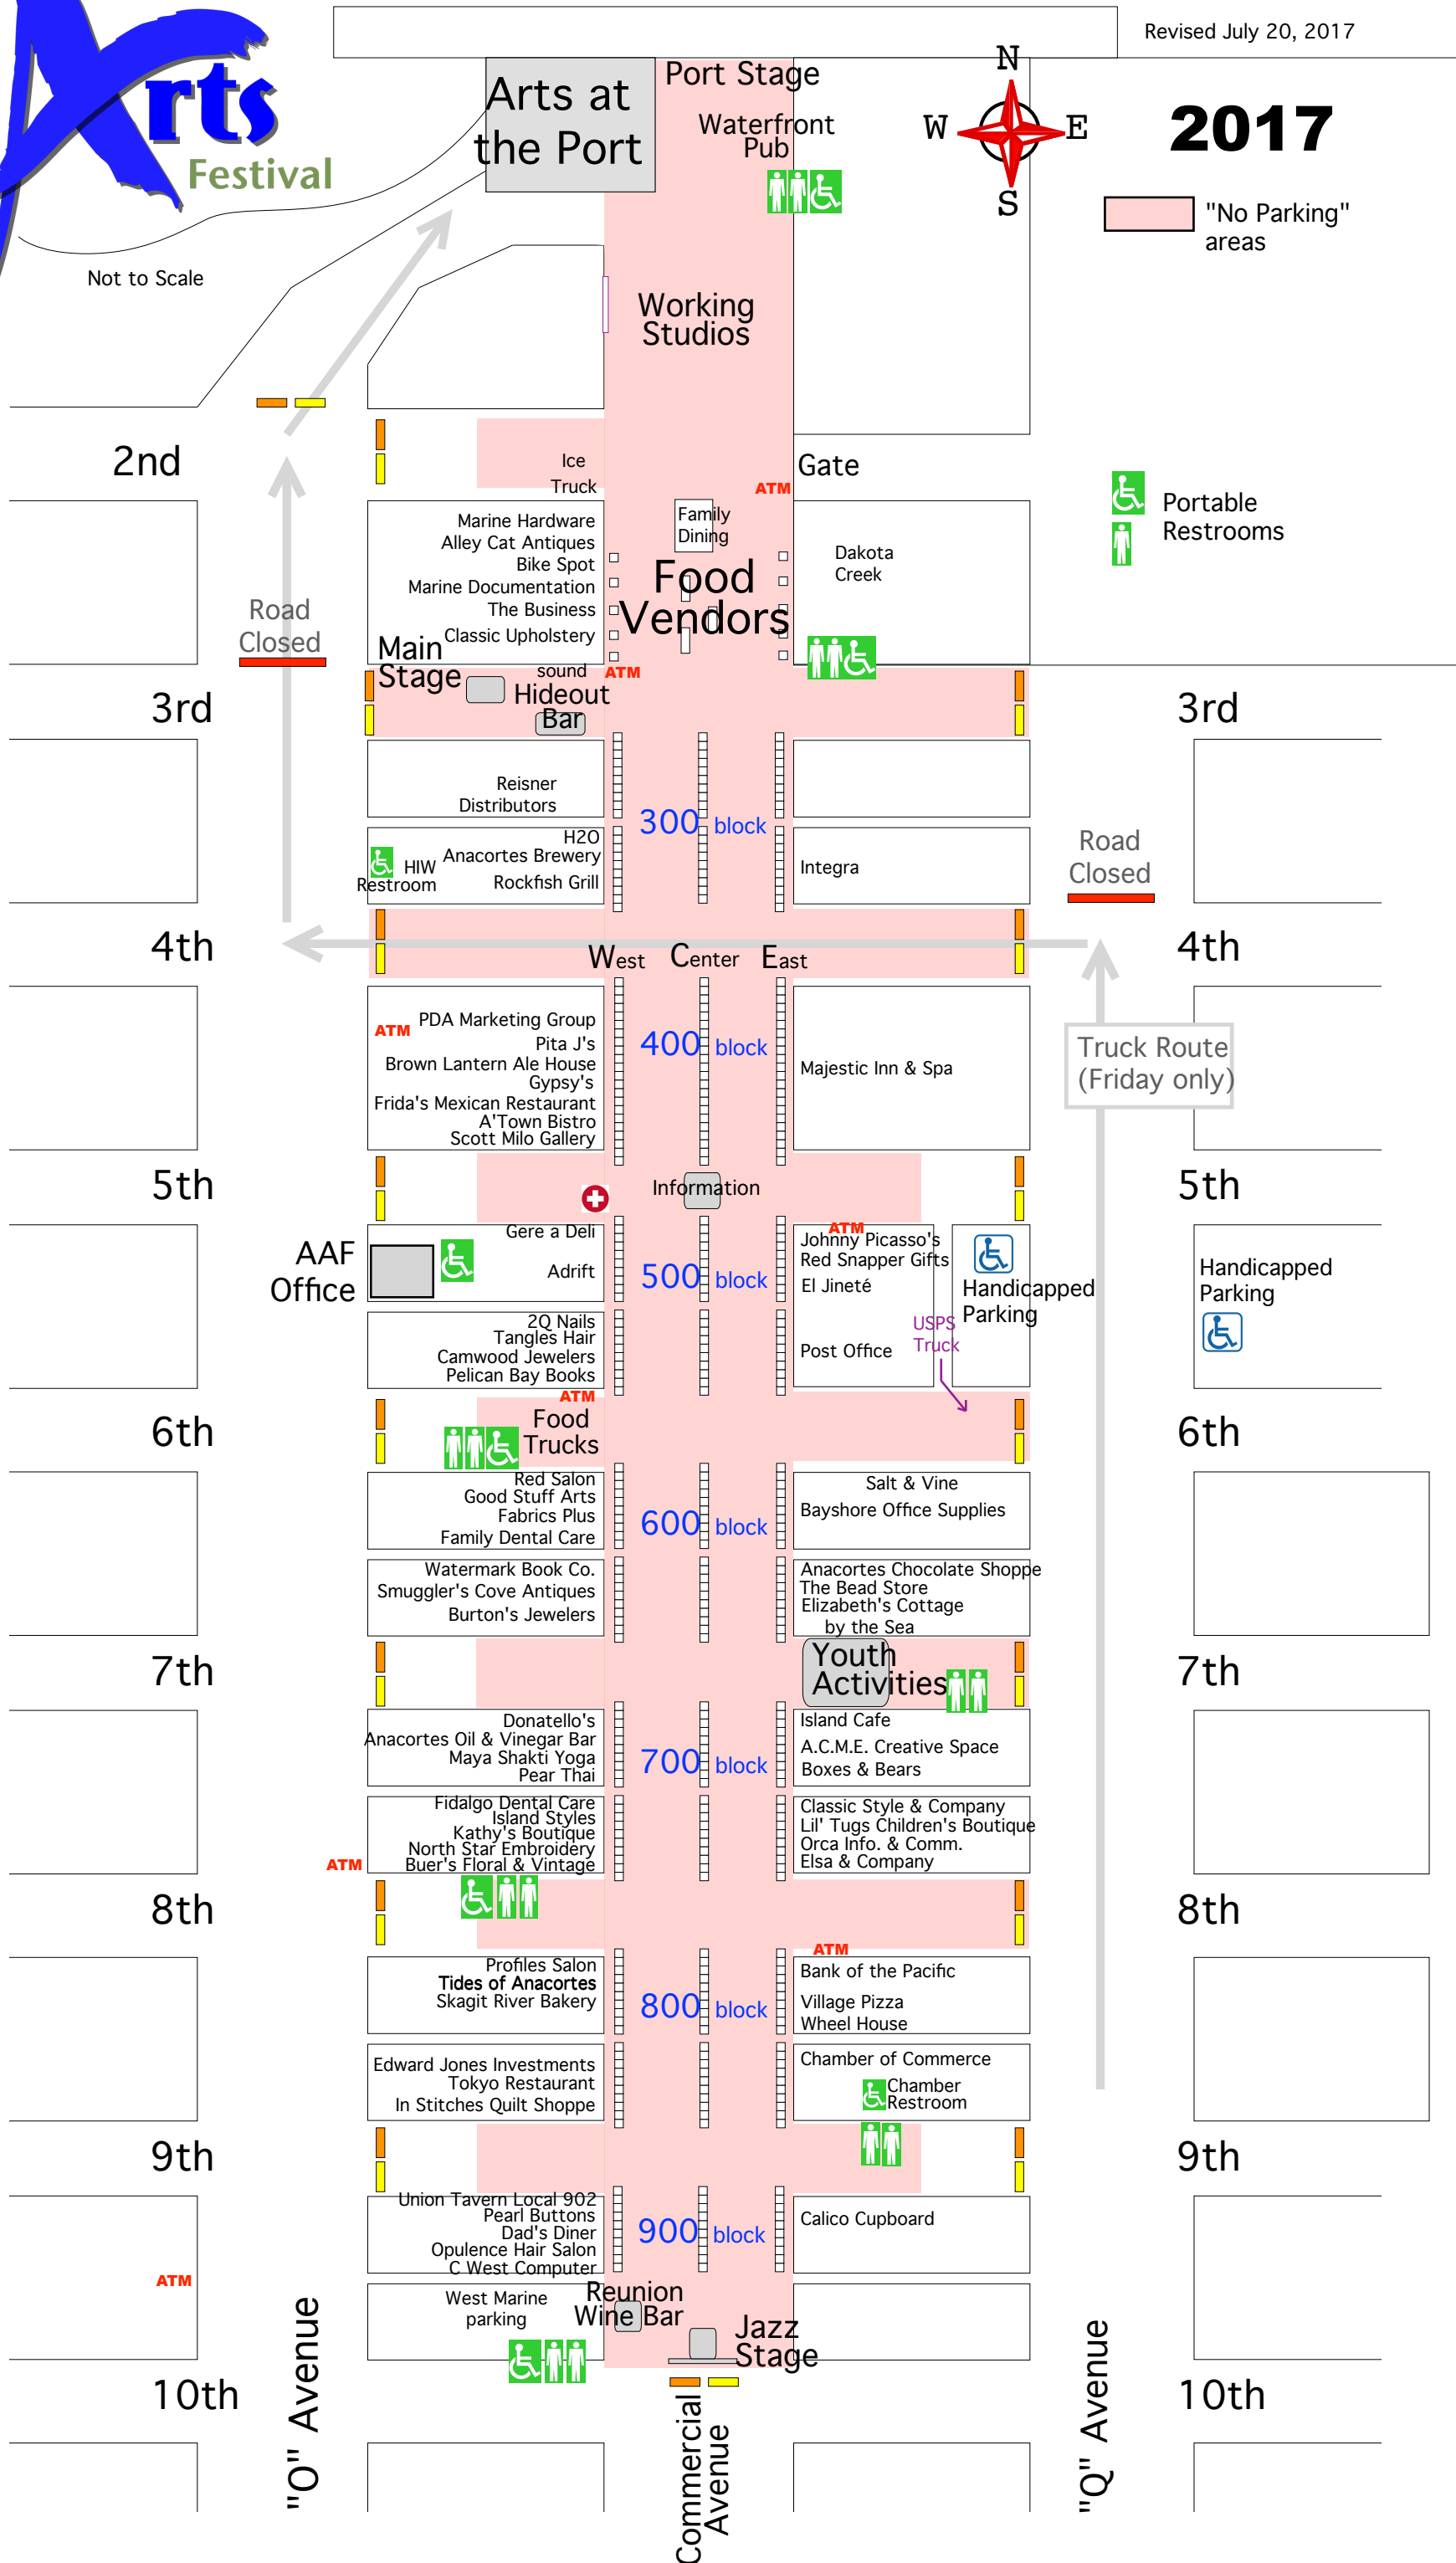 Arts
Festival
Revised July 20, 2017
2017
N
W
E
S
"No Parking"
areas
Not to Scale
Arts at
the Port
Port Stage
Waterfront
Pub
Working
Studios
2nd
Ice
Truck
Gate
ATM
Portable
Restrooms
Marine Hardware
Alley Cat Antiques
Bike Spot
Marine Documentation
The Business
Classic Upholstery
Family
Dining
Food
Vendors
Dakota
Creek
Road
Closed
Main
Stage
sound
ATM
Hideout
Bar
3rd
3rd
Reisner
Distributors
300 block
H2O
Anacortes Brewery
Rockfish Grill
HIW
Restroom
Integra
Road
Closed
4th
West
Center
East
4th
ATM
PDA Marketing Group
Pita J's
Brown Lantern Ale House
Gypsy's
Frida's Mexican Restaurant
A'Town Bistro
Scott Milo Gallery
400 block
Majestic Inn & Spa
Truck Route
(Friday only)
5th
Information
5th
AAF
Office
Gere a Deli
Adrift
500 block
ATM
Johnny Picasso's
Red Snapper Gifts
El Jineté
Post Office
USPS
Truck
Handicapped
Parking
Handicapped
Parking
2Q Nails
Tangles Hair
Camwood Jewelers
Pelican Bay Books
ATM
6th
Food
Trucks
6th
Red Salon
Good Stuff Arts
Fabrics Plus
Family Dental Care
600 block
Salt & Vine
Bayshore Office Supplies
Watermark Book Co.
Smuggler's Cove Antiques
Burton's Jewelers
Anacortes Chocolate Shoppe
The Bead Store
Elizabeth's Cottage
by the Sea
7th
Youth
Activities
7th
Donatello's
Anacortes Oil & Vinegar Bar
Maya Shakti Yoga
Pear Thai
700 block
Island Cafe
A.C.M.E. Creative Space
Boxes & Bears
Fidalgo Dental Care
Island Styles
Kathy's Boutique
North Star Embroidery
Buer's Floral & Vintage
ATM
Classic Style & Company
Lil' Tugs Children's Boutique
Orca Info. & Comm.
Elsa & Company
8th
8th
ATM
Profiles Salon
Tides of Anacortes
Skagit River Bakery
800 block
Bank of the Pacific
Village Pizza
Wheel House
Edward Jones Investments
Tokyo Restaurant
In Stitches Quilt Shoppe
Chamber of Commerce
Chamber
Restroom
9th
9th
Union Tavern Local 902
Pearl Buttons
Dad's Diner
Opulence Hair Salon
C West Computer
900 block
Calico Cupboard
ATM
West Marine
parking
Reunion
Wine Bar
Jazz
Stage
10th
10th
"O" Avenue
Commercial
Avenue
"Q" Avenue